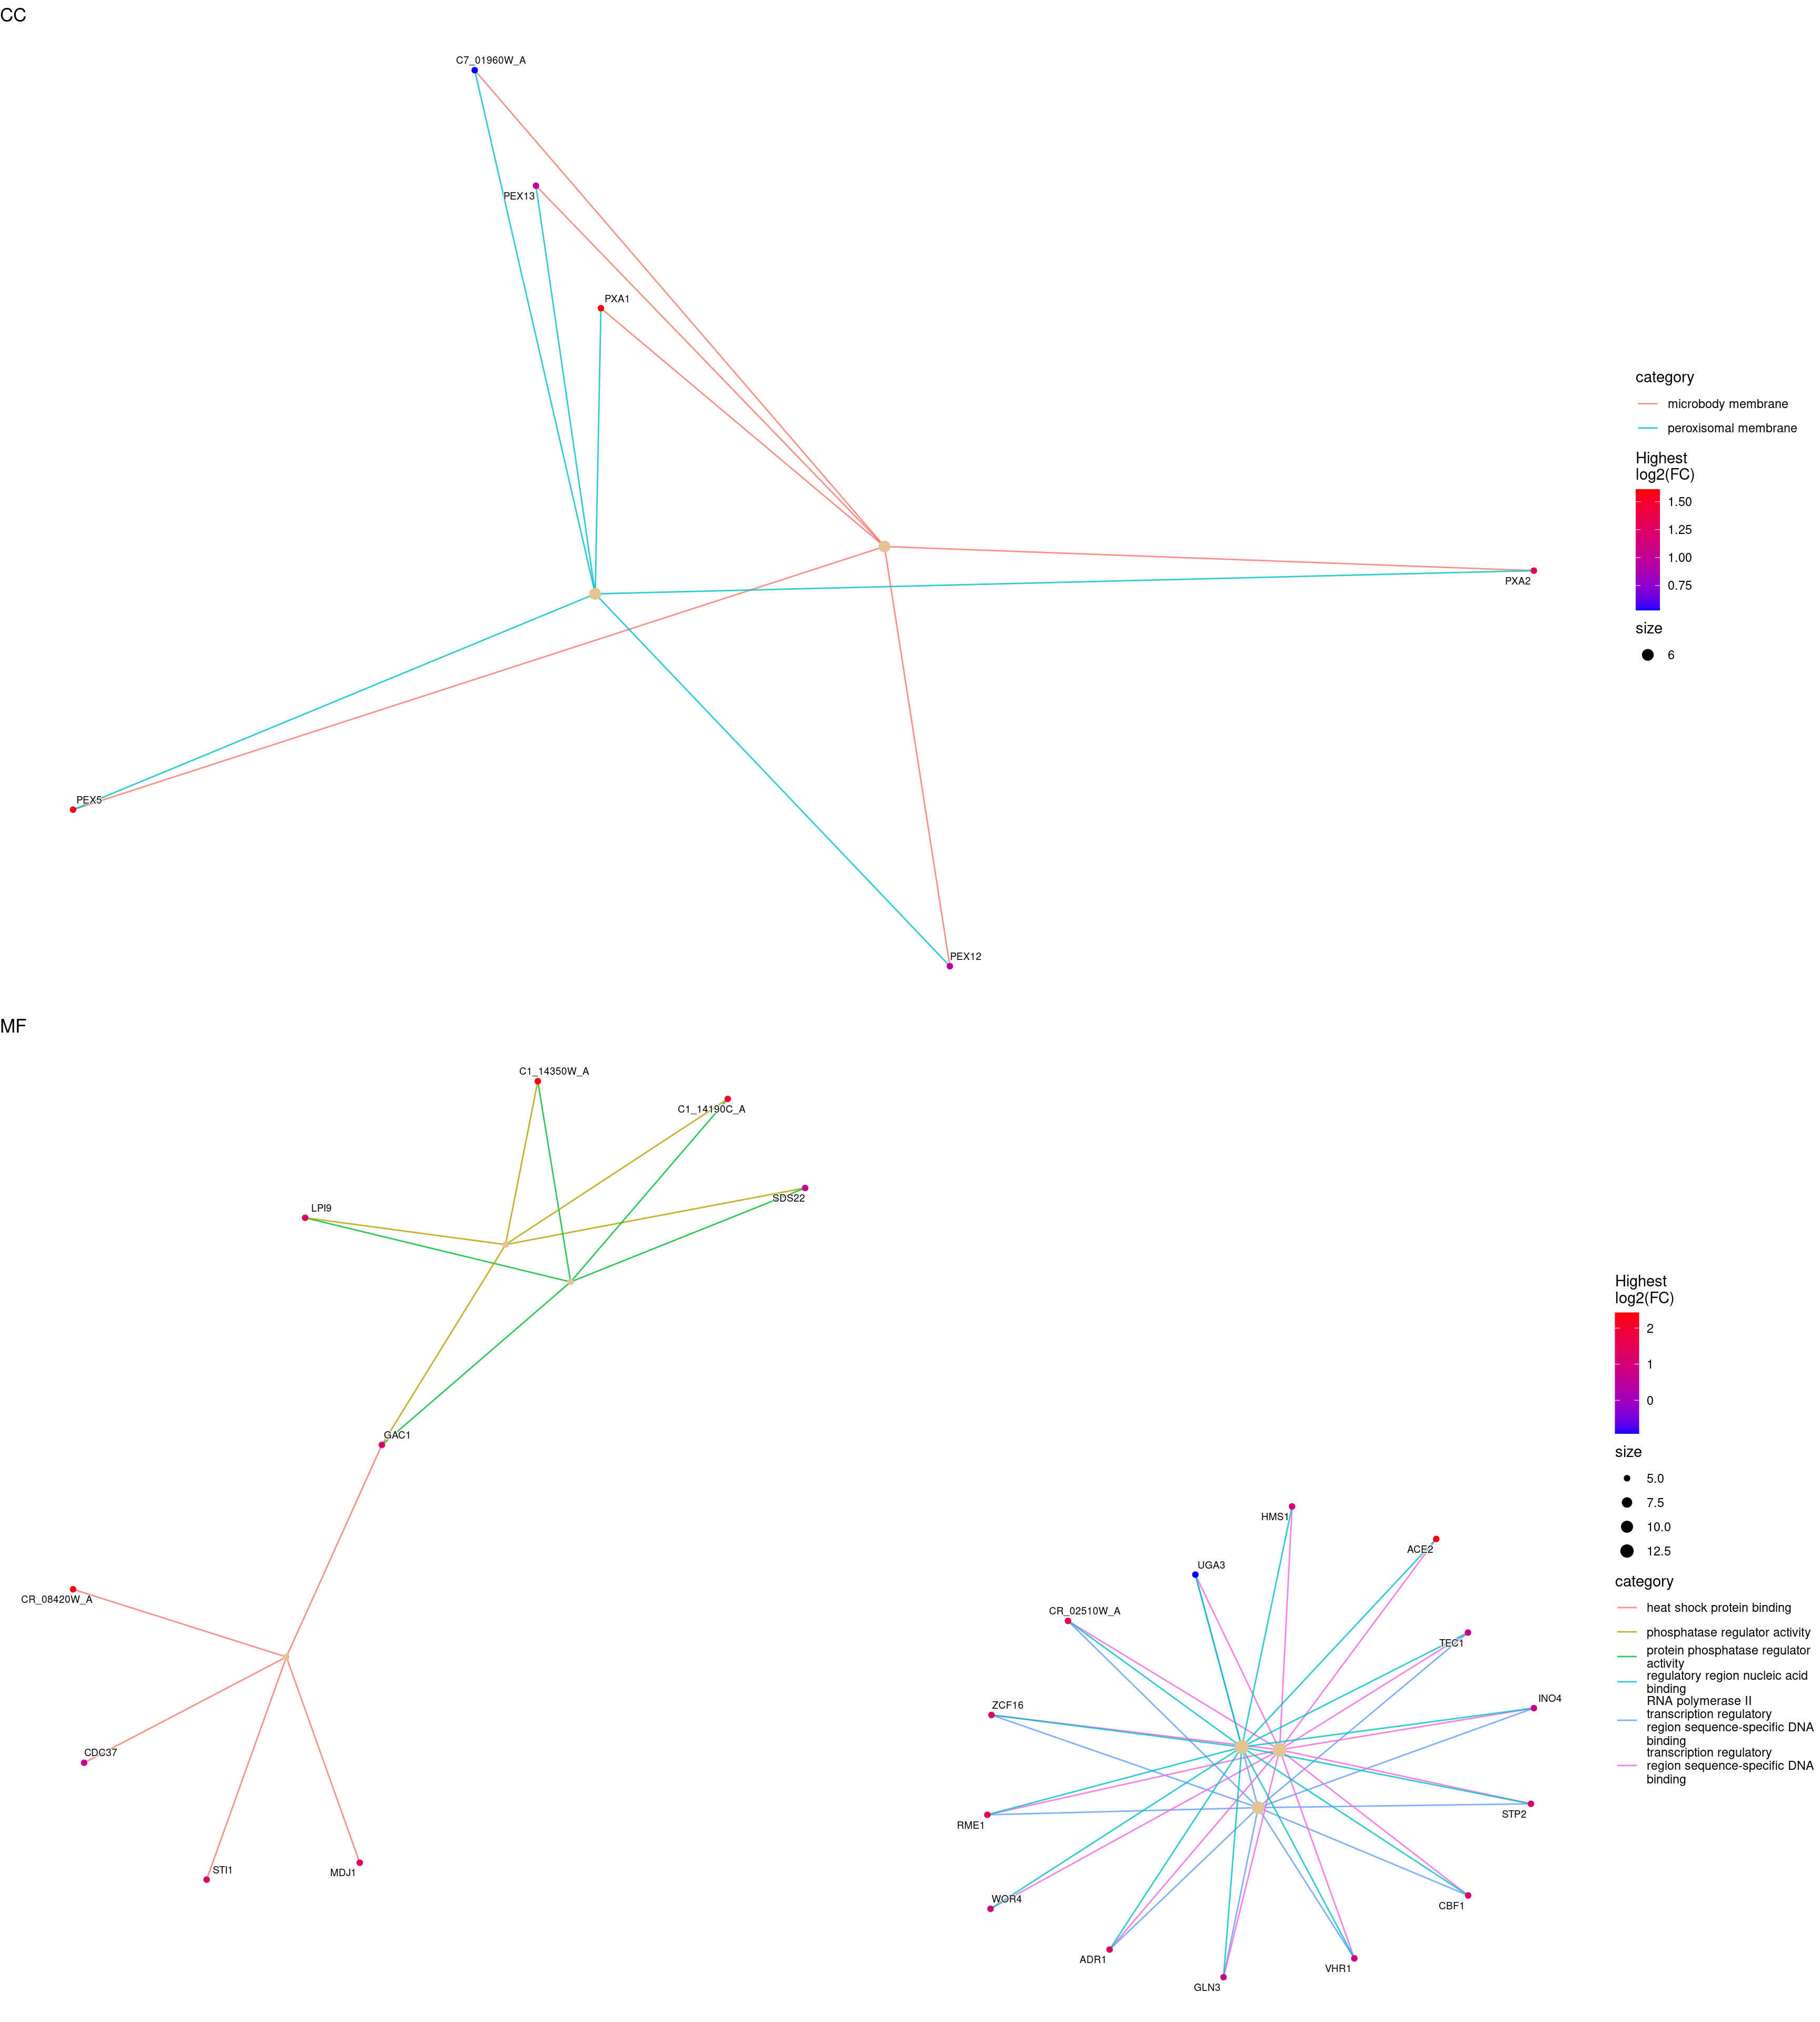 CC
C7_01960W_A
PEX13
PXA1
PXA2
PEX5
PEX12
category
microbody membrane
peroxisomal membrane
Highest
log2(FC)
1.50
1.25
1.00
0.75
size
6
MF
C1_14350W_A
C1_14190C_A
SDS22
LPI9
GAC1
CR_08420W_A
CDC37
STI1
MDJ1
HMS1
ACE2
UGA3
CR_02510W_A
TEC1
ZCF16
INO4
RME1
STP2
WOR4
CBF1
ADR1
VHR1
GLN3
Highest
log2(FC)
2
1
0
size
5.0
7.5
10.0
12.5
category
heat shock protein binding
phosphatase regulator activity
protein phosphatase regulator
activity
regulatory region nucleic acid
binding
RNA polymerase II
transcription regulatory
region sequence-specific DNA
binding
transcription regulatory
region sequence-specific DNA
binding